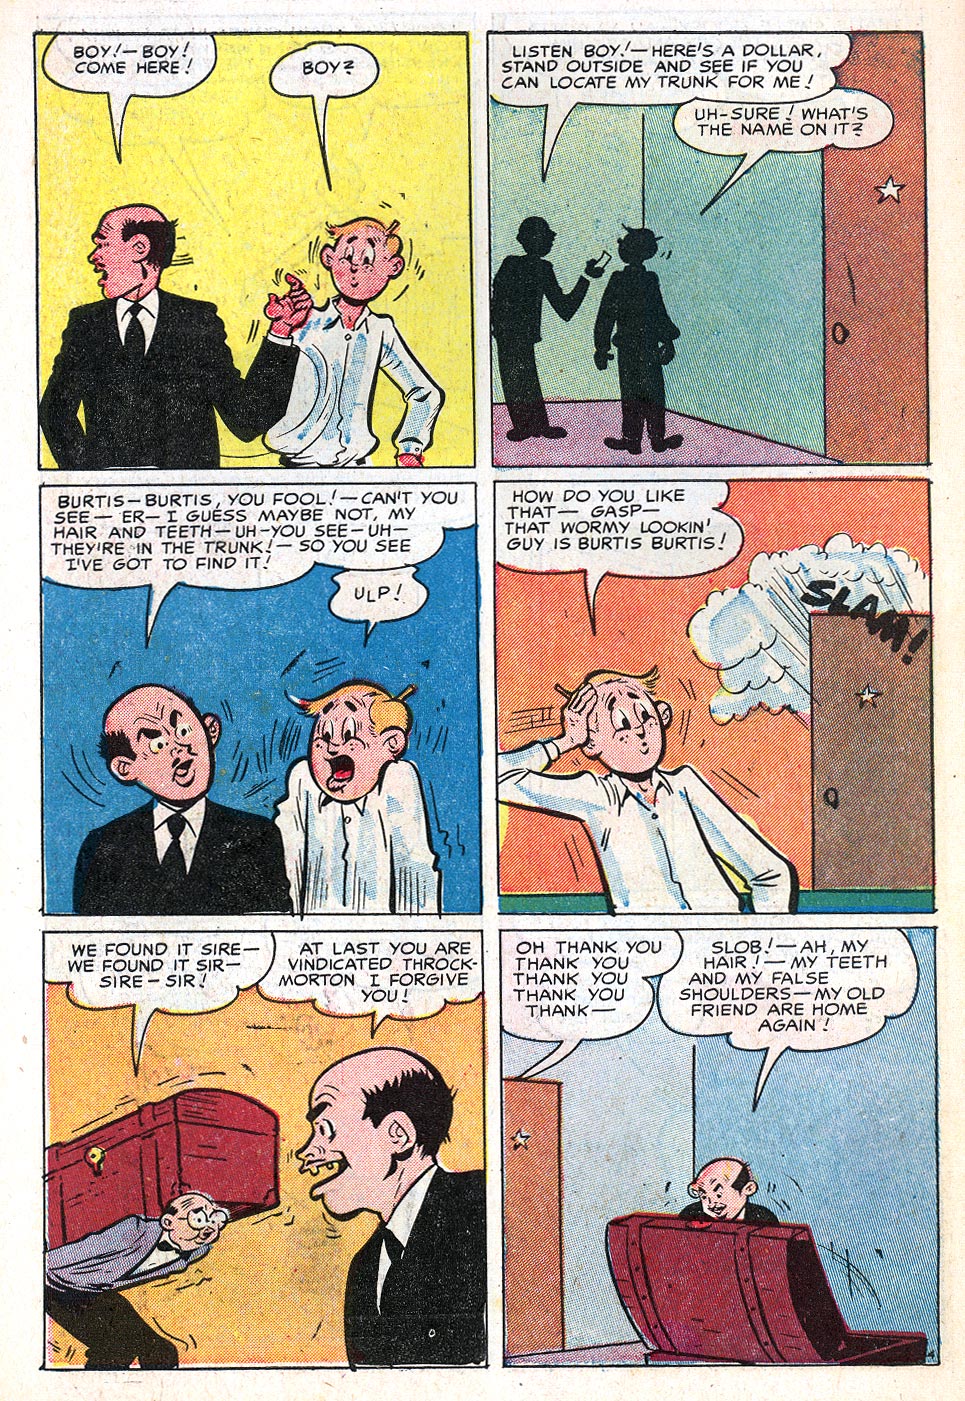 BOY!—BOY!
COME HERE!
BOY?
LISTEN BOY!—HERE'S A DOLLAR,
STAND OUTSIDE AND SEE IF YOU
CAN LOCATE MY TRUNK FOR ME!
UH-SURE! WHAT'S
THE NAME ON IT?
BURTIS—BURTIS, YOU FOOL!—CAN'T YOU
SEE— ER— I GUESS MAYBE NOT, MY
HAIR AND TEETH—UH-YOU SEE—UH—
THEY'RE IN THE TRUNK!—SO YOU SEE
I'VE GOT TO FIND IT!
ULP!
HOW DO YOU LIKE
THAT— GASP—
THAT WORMY LOOKIN'
GUY IS BURTIS BURTIS!
SLAM!
WE FOUND IT SIRE—
WE FOUND IT SIR—
SIRE—SIR!
AT LAST YOU ARE
VINDICATED THROCK-
MORTON I FORGIVE
YOU!
OH THANK YOU
THANK YOU
THANK YOU
THANK YOU
THANK—
SLOB!—AH, MY
HAIR!—MY TEETH
AND MY FALSE
SHOULDERS—MY OLD
FRIEND ARE HOME
AGAIN!